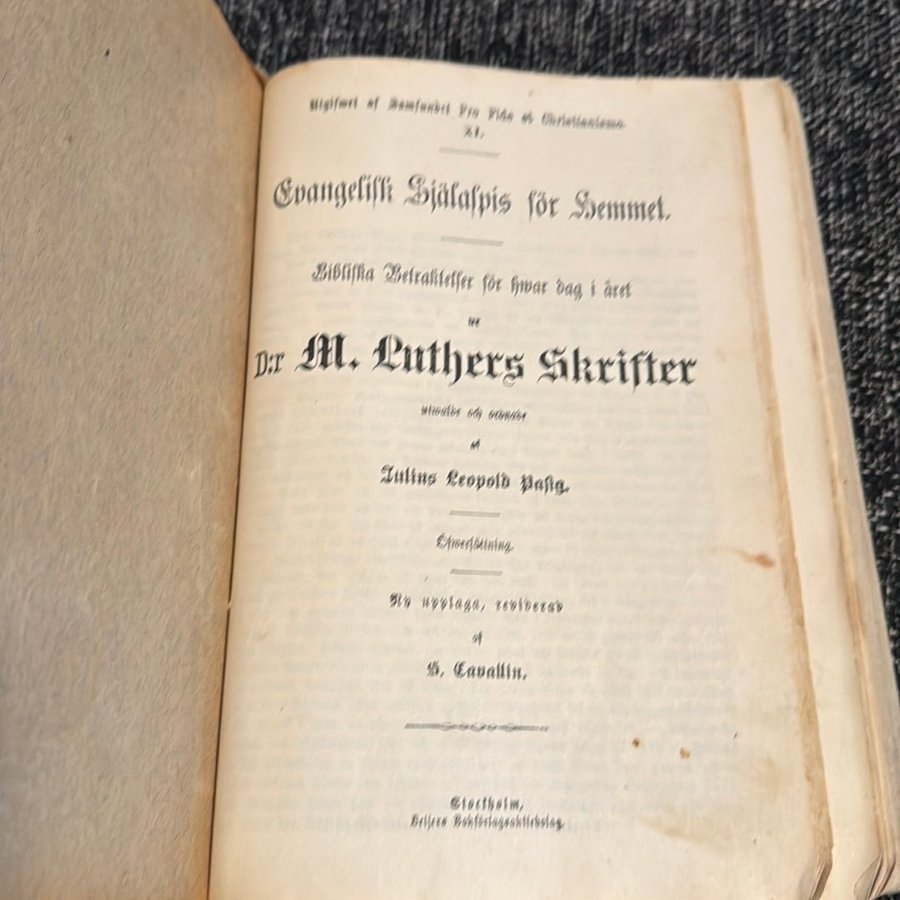 Utgifwet af Samfundet Pro Fide et Christianismo.
XI.
Evangelisk Själaspis för Hemmet.
Bibliska Betraktelser för hwar dag i året
ur
D:r M. Luthers Skrifter
utwalde och ordnade
af
Julius Leopold Pasig.
Öfwersättning.
Ny upplaga, reviderad
af
S. Cavallin.
Stockholm,
Beijers Bokförlagsaktiebolag.